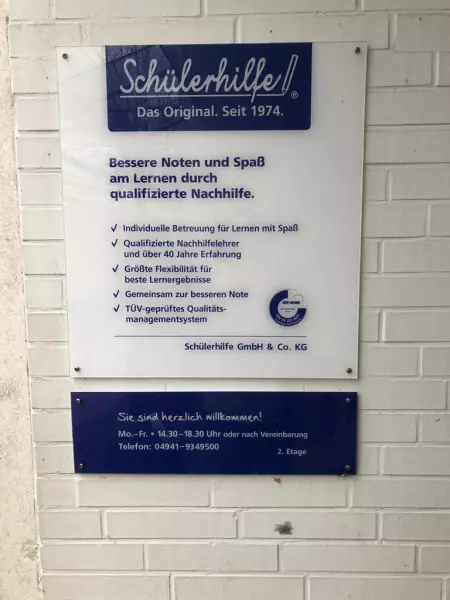 Schülerhilfe!®
Das Original. Seit 1974.
Bessere Noten und Spaß
am Lernen durch
qualifizierte Nachhilfe.
✓ Individuelle Betreuung für Lernen mit Spaß
✓ Qualifizierte Nachhilfelehrer
und über 40 Jahre Erfahrung
✓ Größte Flexibilität für
beste Lernergebnisse
✓ Gemeinsam zur besseren Note
✓ TÜV-geprüftes Qualitäts-
managementsystem
Schülerhilfe GmbH & Co. KG
Sie sind herzlich willkommen!
Mo.–Fr. • 14.30–18.30 Uhr oder nach Vereinbarung
Telefon: 04941–9349500
2. Etage